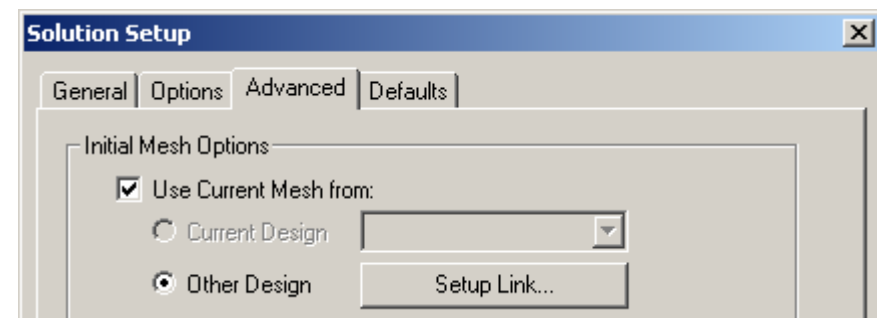 Solution Setup
General Options Advanced Defaults
Initial Mesh Options
Use Current Mesh from:
Current Design
Other Design Setup Link...